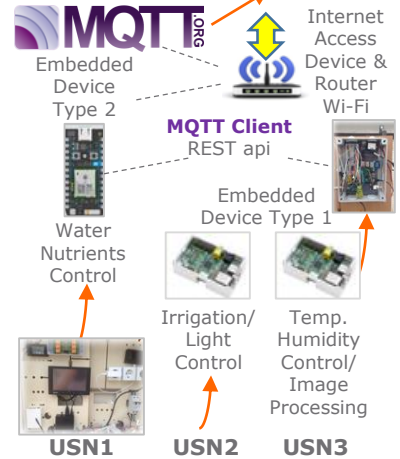 MQTT
.ORG
Internet
Access
Device &
Router
Wi-Fi
Embedded
Device
Type 2
MQTT Client
REST api
Embedded
Device Type 1
Water
Nutrients
Control
Irrigation/
Light
Control
Temp.
Humidity
Control/
Image
Processing
USN1
USN2
USN3